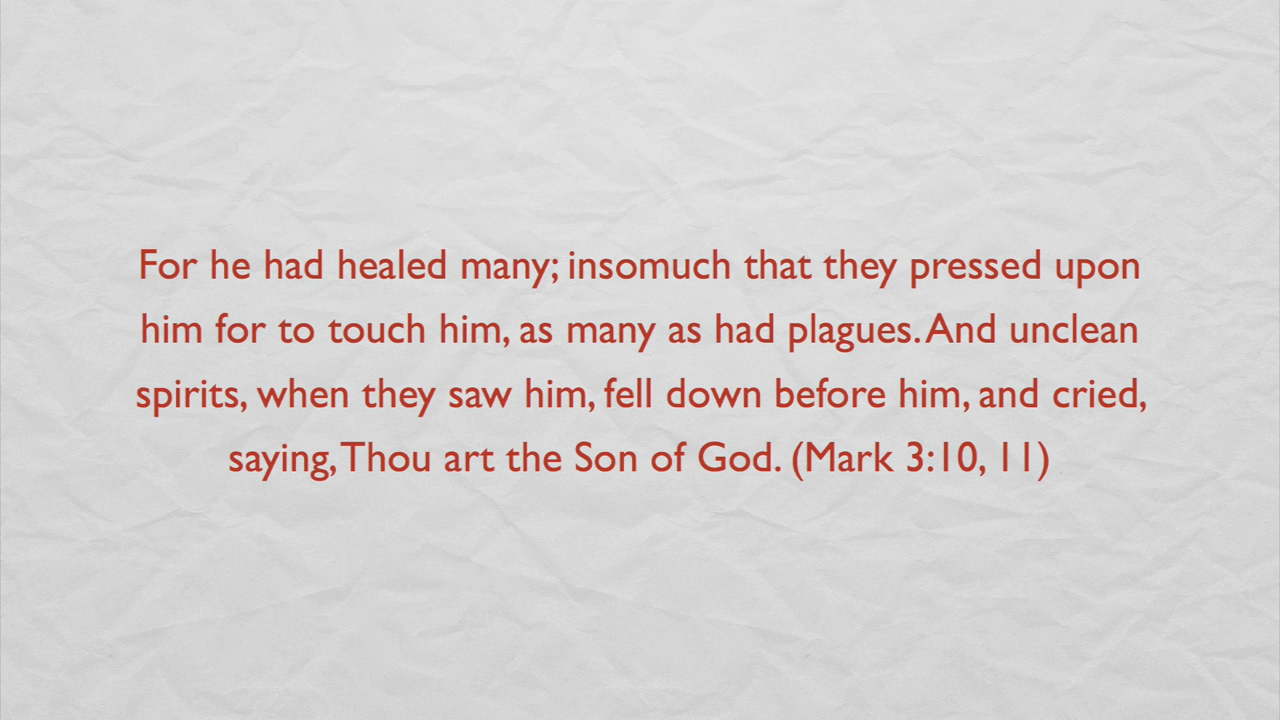 For he had healed many; insomuch that they pressed upon
him for to touch him, as many as had plagues. And unclean
spirits, when they saw him, fell down before him, and cried,
saying, Thou art the Son of God. (Mark 3:10, 11)